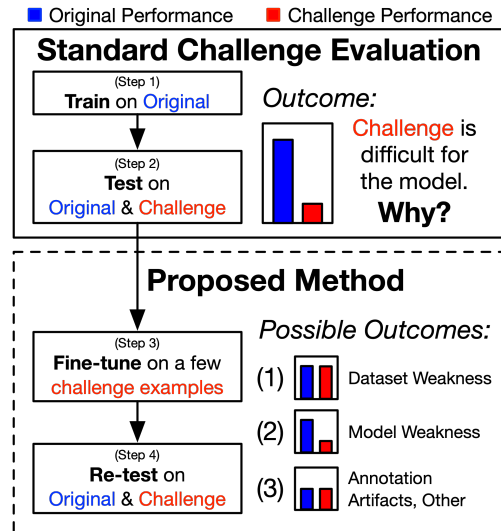 Original Performance
Challenge Performance
Standard Challenge Evaluation
(Step 1)
Train on Original
(Step 2)
Test on
Original & Challenge
Outcome:
Challenge is
difficult for
the model.
Why?
Proposed Method
(Step 3)
Fine-tune on a few
challenge examples
(Step 4)
Re-test on
Original & Challenge
Possible Outcomes:
(1) Dataset Weakness
(2) Model Weakness
(3) Annotation
Artifacts, Other